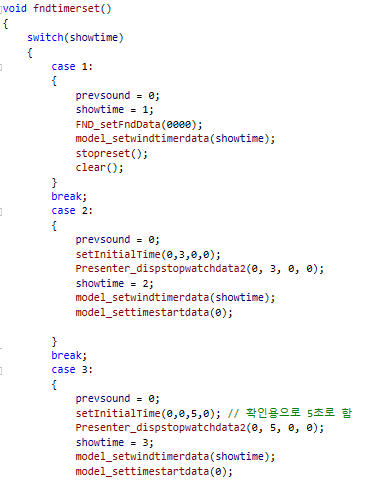 void fndtimerset()
{
    switch(showtime)
    {
        case 1:
        {
            prevsound = 0;
            showtime = 1;
            FND_setFndData(0000);
            model_setwindtimerdata(showtime);
            stopreset();
            clear();
        }
        break;
        case 2:
        {
            prevsound = 0;
            setInitialTime(0,3,0,0);
            Presenter_dispstopwatchdata2(0, 3, 0, 0);
            showtime = 2;
            model_setwindtimerdata(showtime);
            model_settimestartdata(0);

        }
        break;
        case 3:
        {
            prevsound = 0;
            setInitialTime(0,0,5,0); // 확인용으로 5초로 함
            Presenter_dispstopwatchdata2(0, 5, 0, 0);
            showtime = 3;
            model_setwindtimerdata(showtime);
            model_settimestartdata(0);